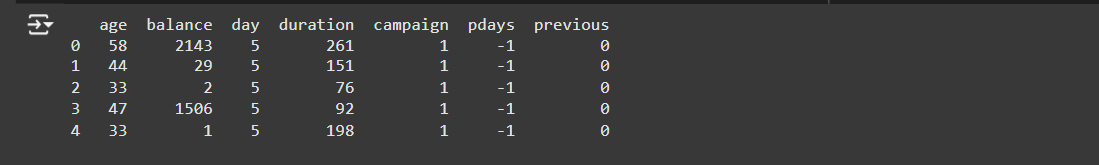 age balance day duration campaign pdays previous
0 58 2143 5 261 1 -1 0
1 44 29 5 151 1 -1 0
2 33 2 5 76 1 -1 0
3 47 1506 5 92 1 -1 0
4 33 1 5 198 1 -1 0